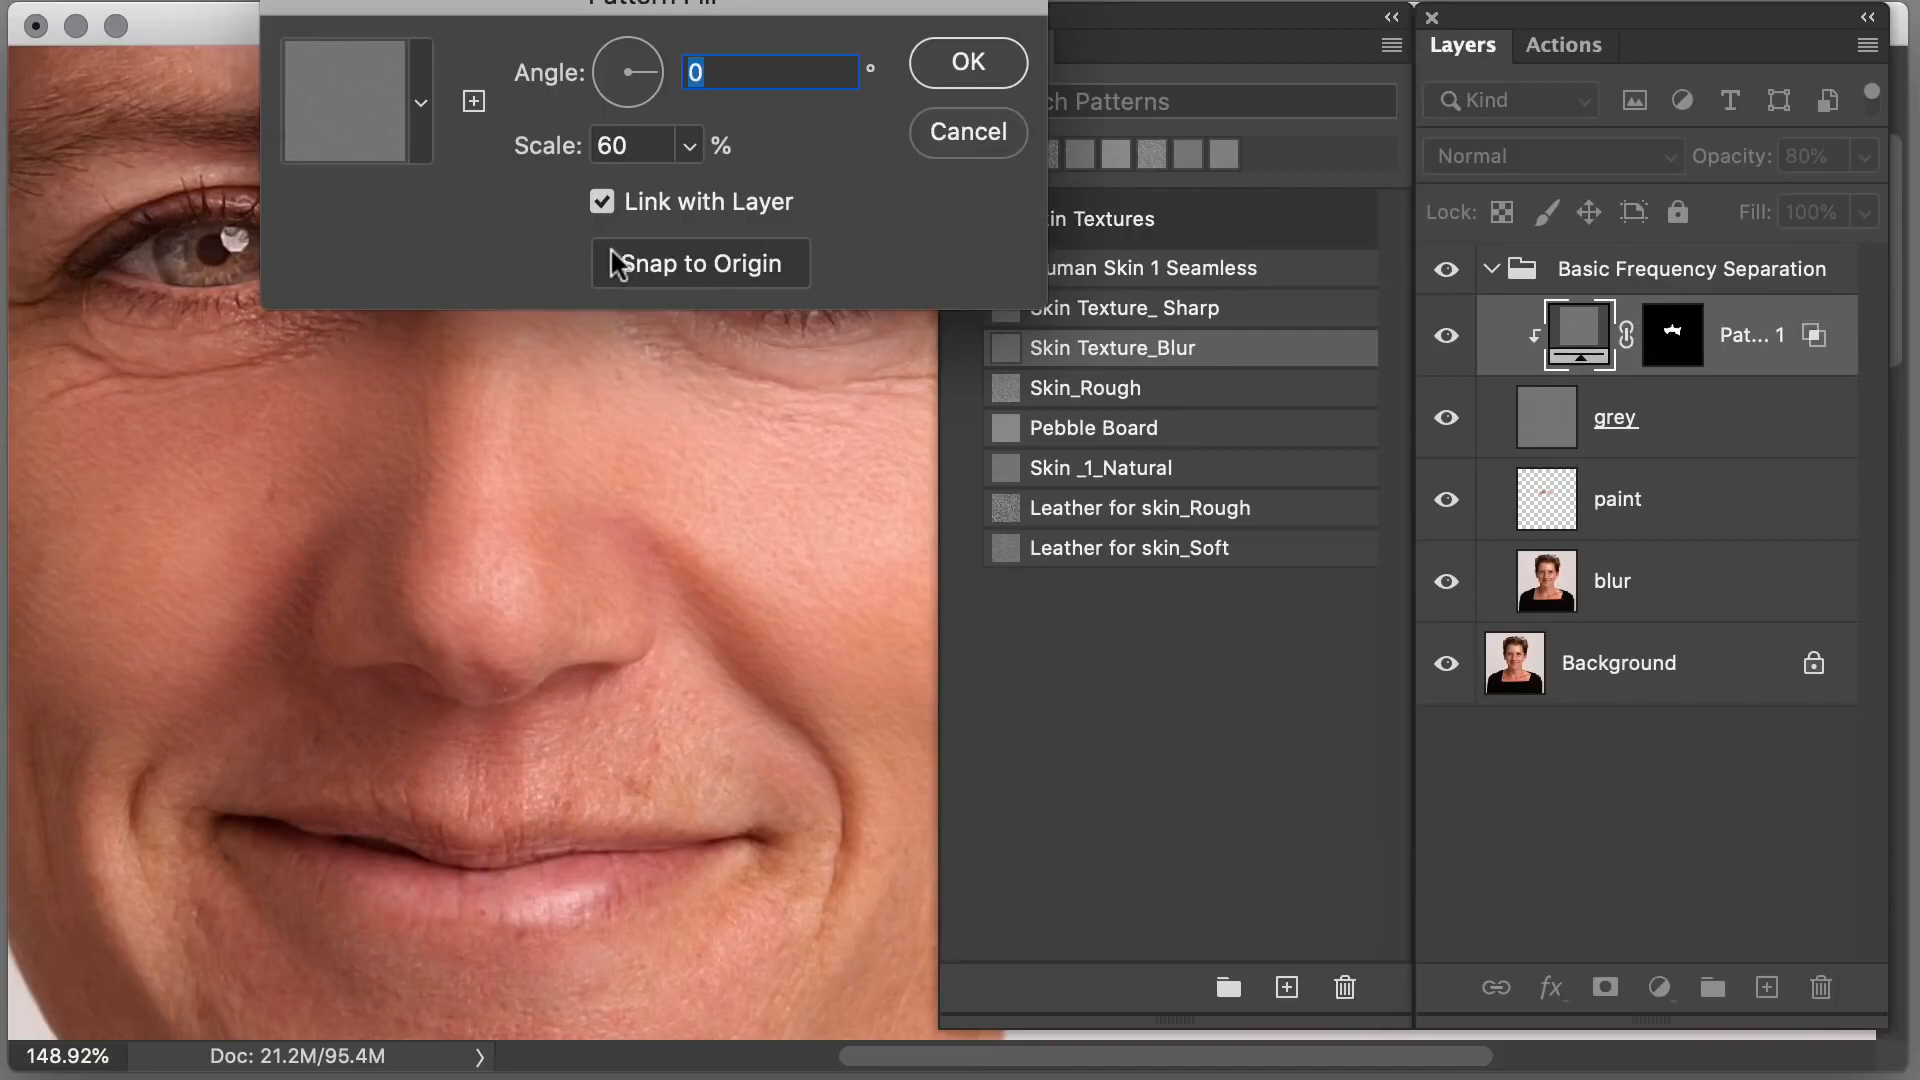 Pattern Fill
Angle: 0 °
OK
Scale: 60 %
Cancel
Link with Layer
Snap to Origin
ch Patterns
kin Textures
uman Skin 1 Seamless
Skin Texture_ Sharp
Skin Texture_Blur
Skin_Rough
Pebble Board
Skin _1_Natural
Leather for skin_Rough
Leather for skin_Soft
Layers Actions
Kind
Normal Opacity: 80%
Lock: Fill: 100%
Basic Frequency Separation
Pat... 1
grey
paint
blur
Background
fx
148.92% Doc: 21.2M/95.4M